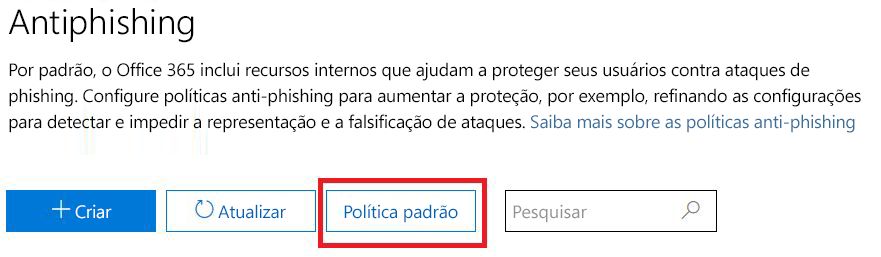 Antiphishing
Por padrão, o Office 365 inclui recursos internos que ajudam a proteger seus usuários contra ataques de
phishing. Configure políticas anti-phishing para aumentar a proteção, por exemplo, refinando as configurações
para detectar e impedir a representação e a falsificação de ataques. Saiba mais sobre as políticas anti-phishing
Criar Atualizar Política padrão Pesquisar